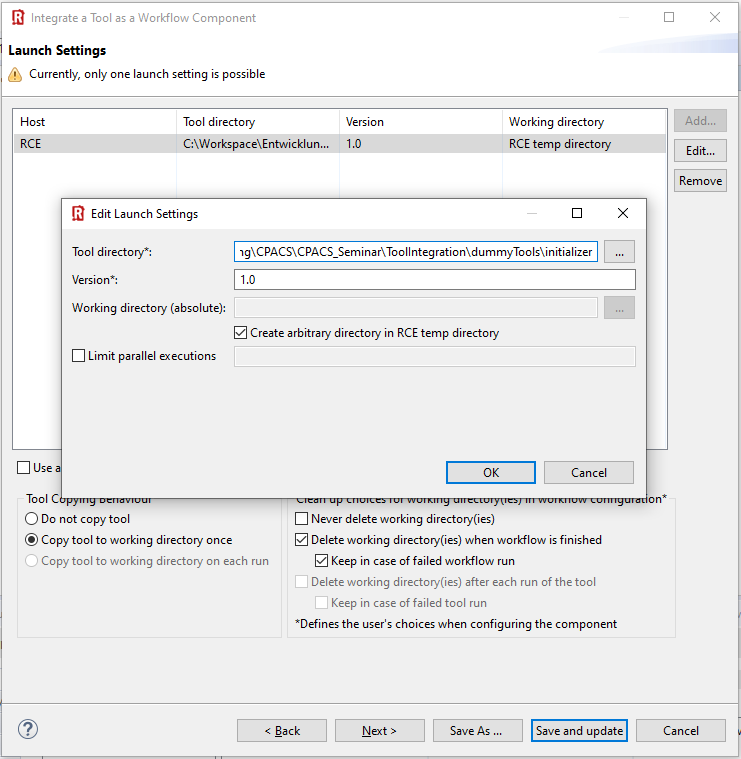 Integrate a Tool as a Workflow Component
Launch Settings
Currently, only one launch setting is possible
Host Tool directory Version Working directory
RCE C:\Workspace\Entwicklun... 1.0 RCE temp directory
Add...
Edit...
Remove
Edit Launch Settings
Tool directory*: ng\CPACS\CPACS_Seminar\ToolIntegration\dummyTools\initializer ...
Version*: 1.0
Working directory (absolute): ...
Create arbitrary directory in RCE temp directory
Limit parallel executions
OK Cancel
Use a
Tool Copying Behaviour
Do not copy tool
Copy tool to working directory once
Copy tool to working directory on each run
Clean up choices for working directory(ies) in workflow configuration*
Never delete working directory(ies)
Delete working directory(ies) when workflow is finished
Keep in case of failed workflow run
Delete working directory(ies) after each run of the tool
Keep in case of failed tool run
*Defines the user's choices when configuring the component
? < Back Next > Save As ... Save and update Cancel